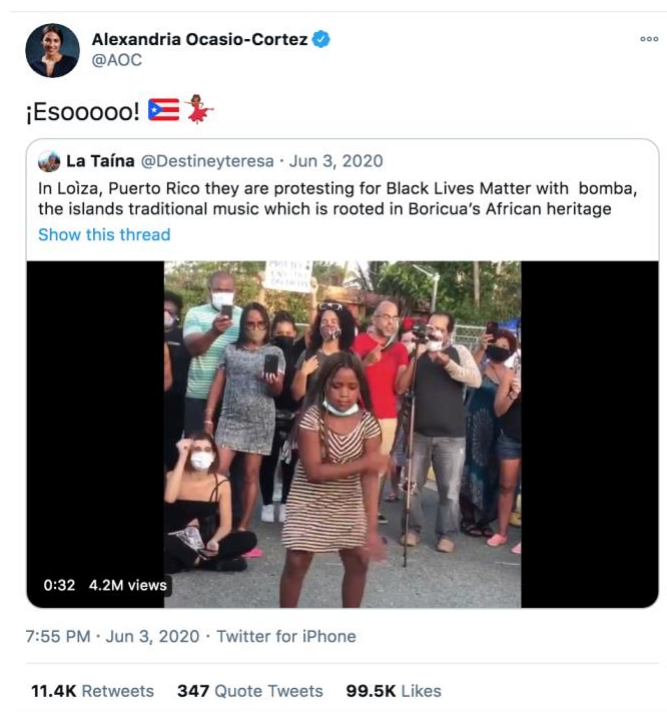 Alexandria Ocasio-Cortez
@AOC
¡Esooooo! 🇵🇷💃🏾
La Taína @Destineyteresa · Jun 3, 2020
In Loìza, Puerto Rico they are protesting for Black Lives Matter with  bomba,
the islands traditional music which is rooted in Boricua’s African heritage
Show this thread
0:32 4.2M views
7:55 PM · Jun 3, 2020 · Twitter for iPhone
11.4K Retweets 347 Quote Tweets 99.5K Likes